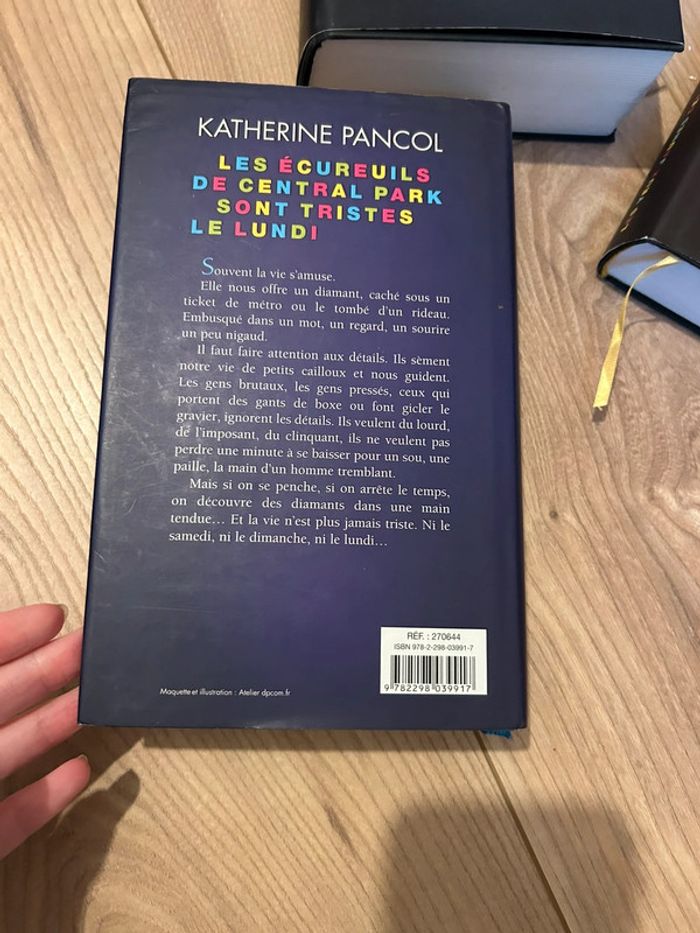 KATHERINE PANCOL
LES ÉCUREUILS
DE CENTRAL PARK
SONT TRISTES
LE LUNDI
Souvent la vie s'amuse.
Elle nous offre un diamant, caché sous un
ticket de métro ou le tombé d'un rideau.
Embusqué dans un mot, un regard, un sourire
un peu nigaud.
Il faut faire attention aux détails. Ils sèment
notre vie de petits cailloux et nous guident.
Les gens brutaux, les gens pressés, ceux qui
portent des gants de boxe ou font gicler le
gravier, ignorent les détails. Ils veulent du lourd,
de l'imposant, du clinquant, ils ne veulent pas
perdre une minute à se baisser pour un sou, une
paille, la main d'un homme tremblant.
Mais si on se penche, si on arrête le temps,
on découvre des diamants dans une main
tendue... Et la vie n'est plus jamais triste. Ni le
samedi, ni le dimanche, ni le lundi...
RÉF. : 270644
ISBN 978-2-298-03991-7
9 782298 039917
Maquette et illustration : Atelier dpcom.fr